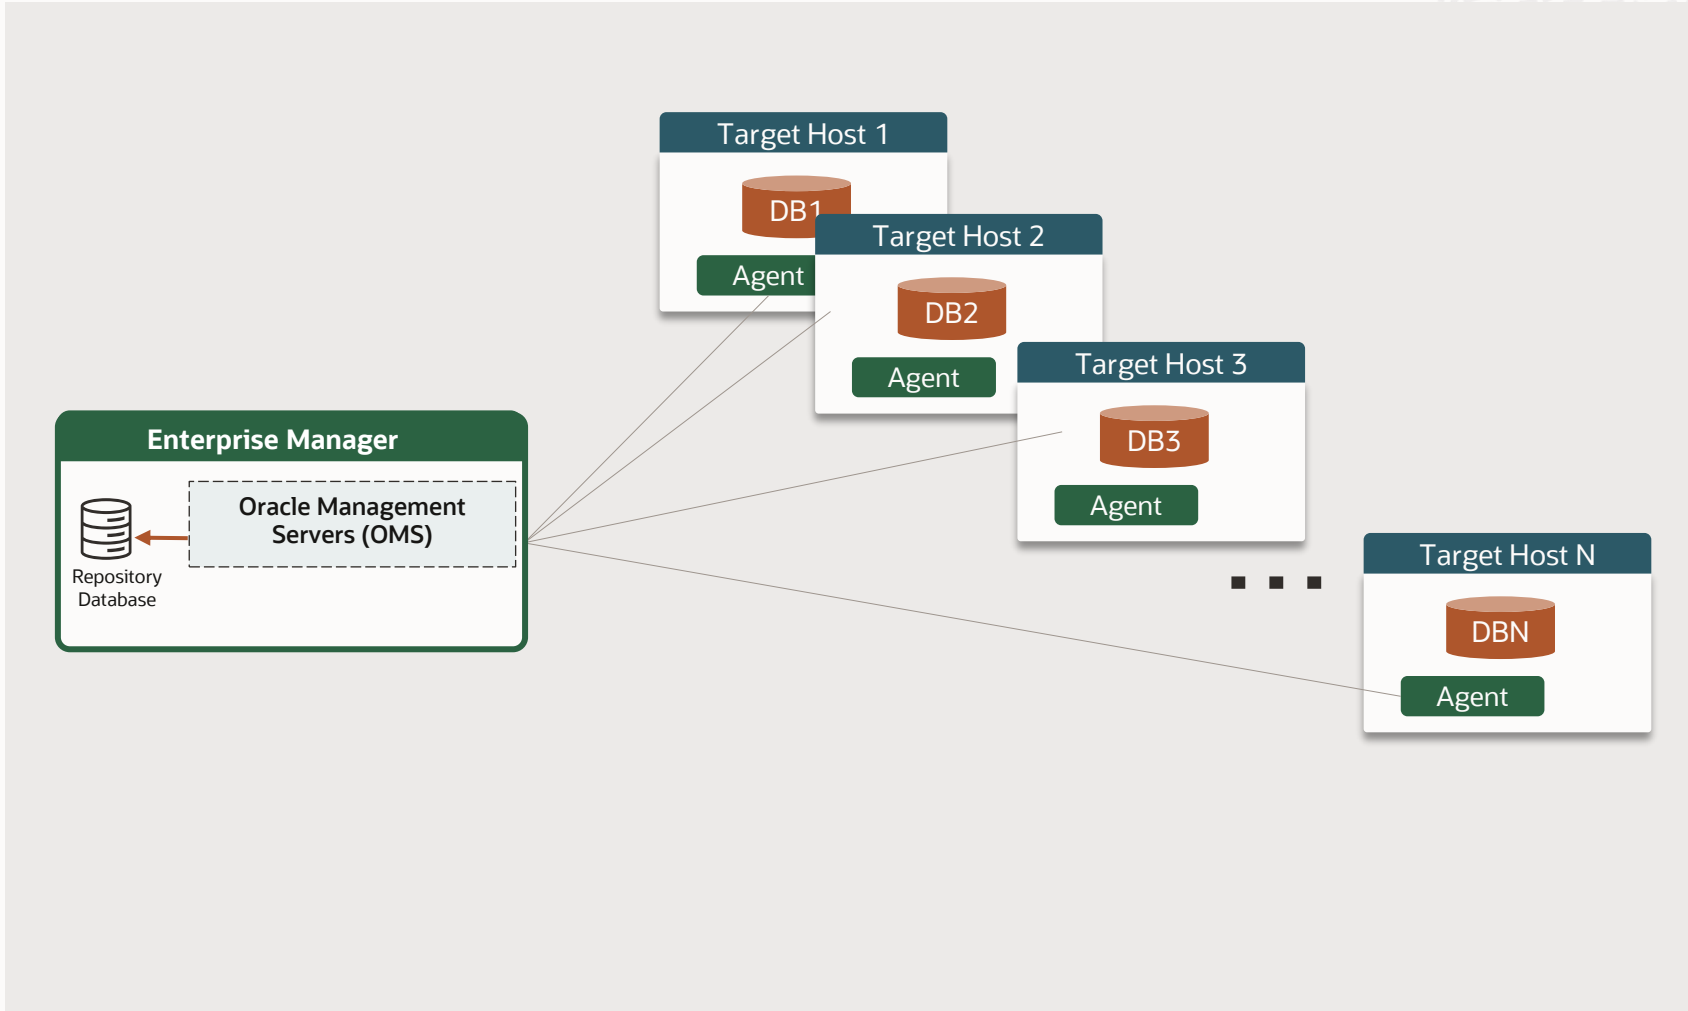 Target Host 1
DB1
Agent
Target Host 2
DB2
Agent
Target Host 3
DB3
Agent
Enterprise Manager
Oracle Management
Servers (OMS)
Repository
Database
Target Host N
DBN
Agent